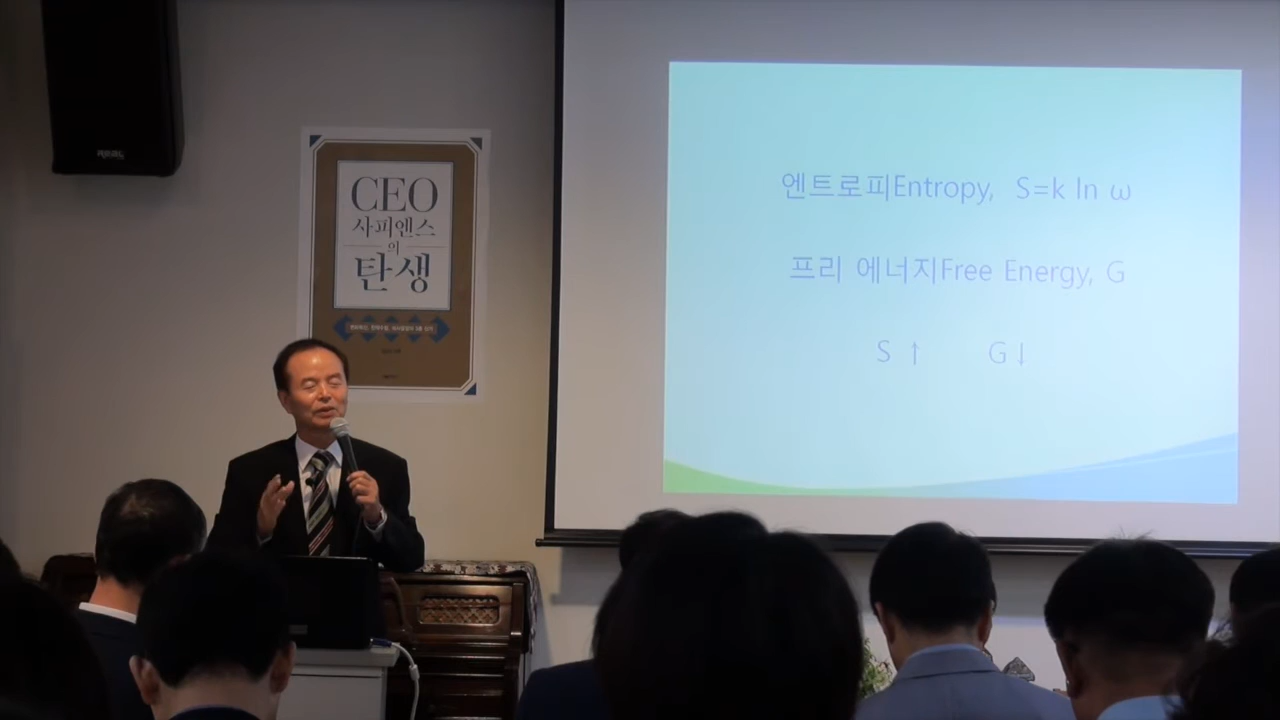 CEO
사피엔스
의
탄생
엔트로피Entropy,  S=k ln ω
프리 에너지Free Energy, G
S ↑ G↓